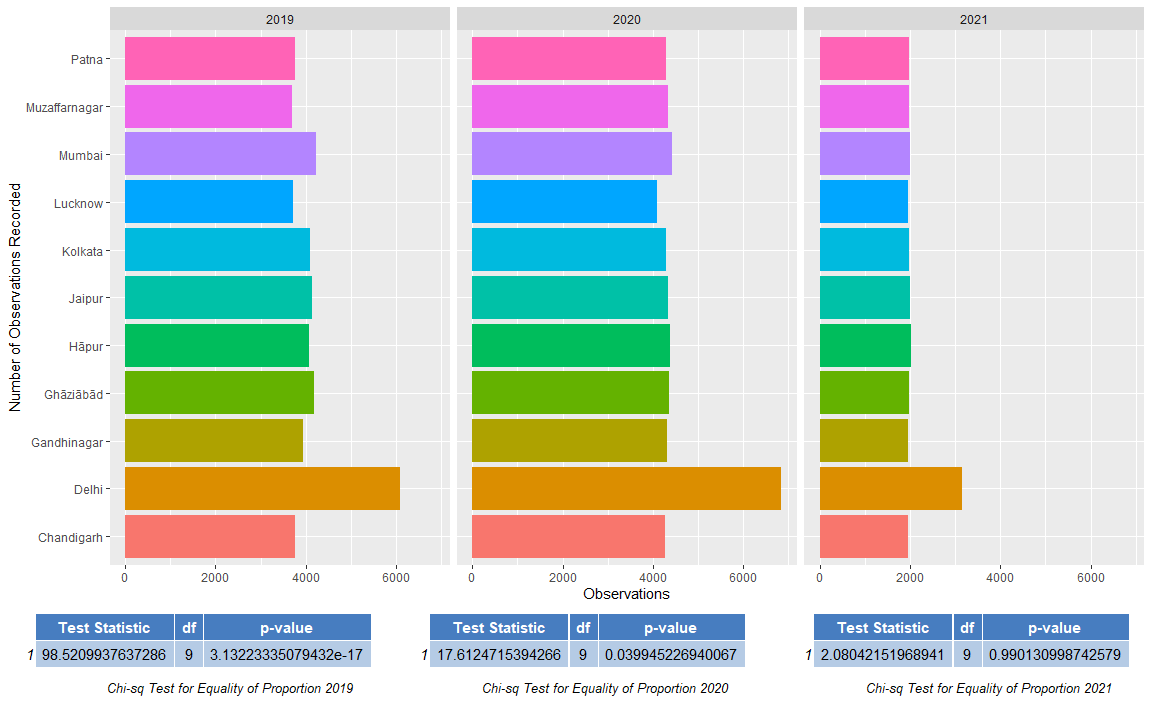 2019
2020
2021
Number of Observations Recorded
Patna
Muzaffarnagar
Mumbai
Lucknow
Kolkata
Jaipur
Hāpur
Ghāziābād
Gandhinagar
Delhi
Chandigarh
0 2000 4000 6000
0 2000 4000 6000
0 2000 4000 6000
Observations
Test Statistic df p-value
1 98.5209937637286 9 3.13223335079432e-17
Chi-sq Test for Equality of Proportion 2019
Test Statistic df p-value
1 17.6124715394266 9 0.039945226940067
Chi-sq Test for Equality of Proportion 2020
Test Statistic df p-value
1 2.08042151968941 9 0.990130998742579
Chi-sq Test for Equality of Proportion 2021